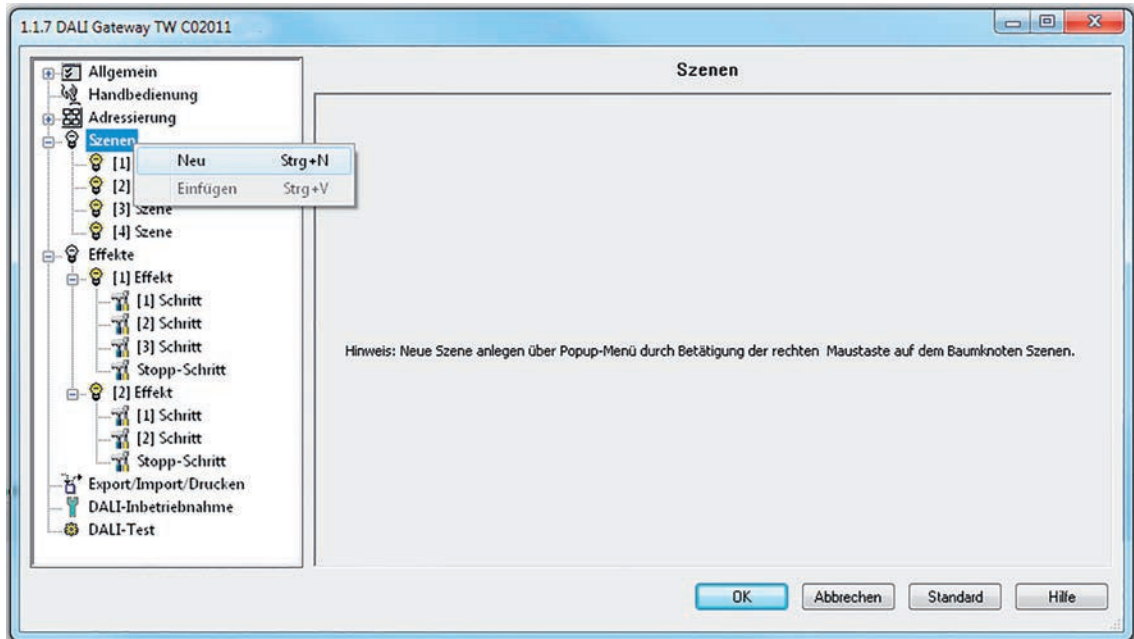 1.1.7 DALI Gateway TW C02011
Allgemein
Handbedienung
Adressierung
Szenen
[1]
[2]
[3] Szene
[4] Szene
Neu Strg+N
Einfügen Strg+V
Effekte
[1] Effekt
[1] Schritt
[2] Schritt
[3] Schritt
Stopp-Schritt
[2] Effekt
[1] Schritt
[2] Schritt
Stopp-Schritt
Export/Import/Drucken
DALI-Inbetriebnahme
DALI-Test
Szenen
Hinweis: Neue Szene anlegen über Popup-Menü durch Betätigung der rechten Maustaste auf dem Baumknoten Szenen.
OK Abbrechen Standard Hilfe